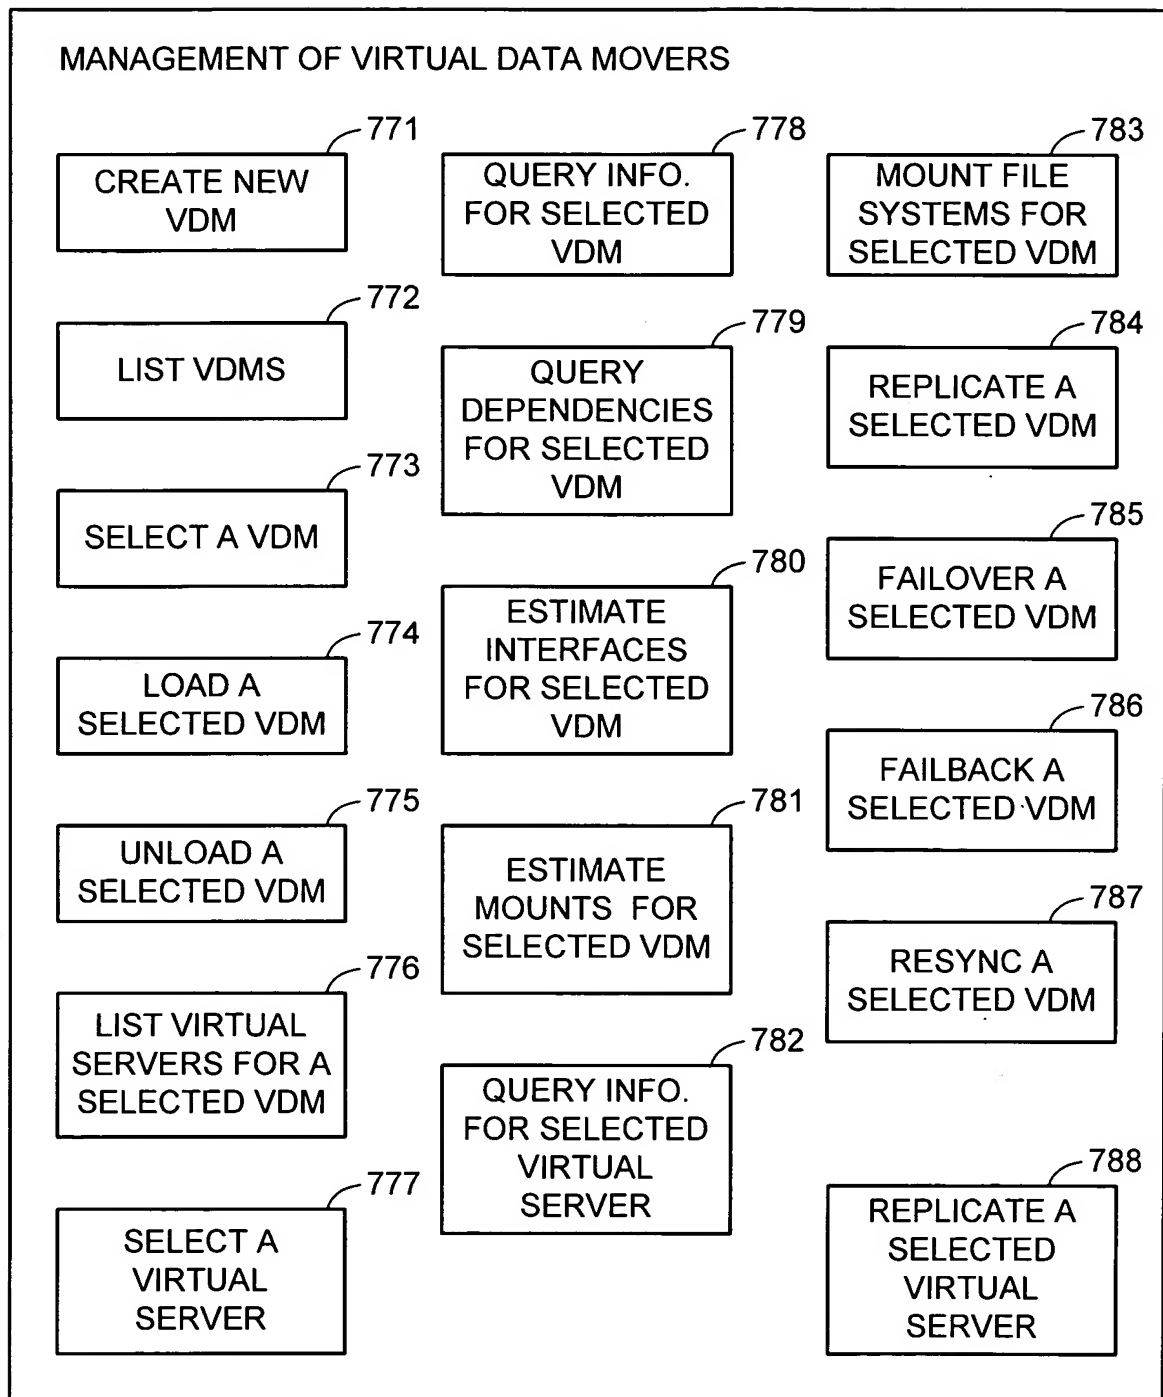 MANAGEMENT OF VIRTUAL DATA MOVERS
771
CREATE NEW
VDM
772
LIST VDMS
773
SELECT A VDM
774
LOAD A
SELECTED VDM
775
UNLOAD A
SELECTED VDM
776
LIST VIRTUAL
SERVERS FOR A
SELECTED VDM
777
SELECT A
VIRTUAL
SERVER
778
QUERY INFO.
FOR SELECTED
VDM
779
QUERY
DEPENDENCIES
FOR SELECTED
VDM
780
ESTIMATE
INTERFACES
FOR SELECTED
VDM
781
ESTIMATE
MOUNTS FOR
SELECTED VDM
782
QUERY INFO.
FOR SELECTED
VIRTUAL
SERVER
783
MOUNT FILE
SYSTEMS FOR
SELECTED VDM
784
REPLICATE A
SELECTED VDM
785
FAILOVER A
SELECTED VDM
786
FAILBACK A
SELECTED VDM
787
RESYNC A
SELECTED VDM
788
REPLICATE A
SELECTED
VIRTUAL
SERVER